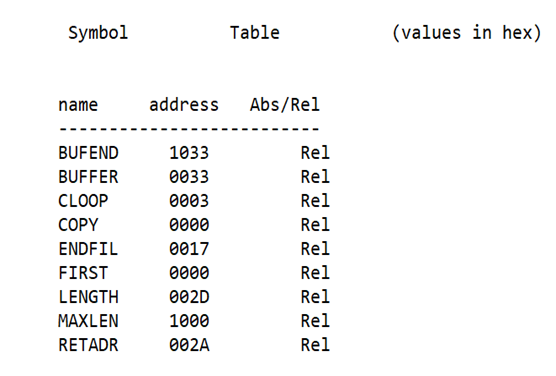 Symbol Table (values in hex)
name address Abs/Rel
--------------------------
BUFEND 1033 Rel
BUFFER 0033 Rel
CLOOP 0003 Rel
COPY 0000 Rel
ENDFIL 0017 Rel
FIRST 0000 Rel
LENGTH 002D Rel
MAXLEN 1000 Rel
RETADR 002A Rel